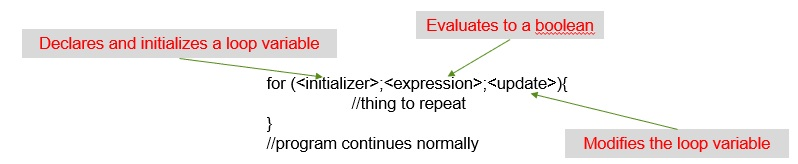 Evaluates to a boolean
Declares and initializes a loop variable
for (<initializer>;<expression>;<update>){
//thing to repeat
}
//program continues normally
Modifies the loop variable